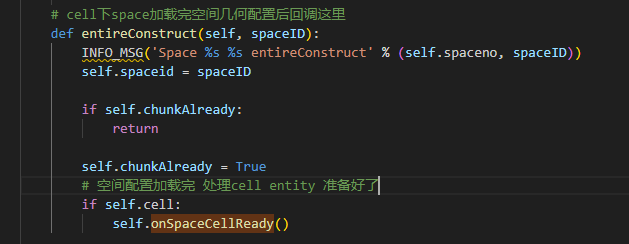 # cell下space加载完空间几何配置后回调这里
def entireConstruct(self, spaceID):
INFO_MSG('Space %s %s entireConstruct' % (self.spaceno, spaceID))
self.spaceid = spaceID
if self.chunkAlready:
return
self.chunkAlready = True
# 空间配置加载完 处理cell entity 准备好了
if self.cell:
self.onSpaceCellReady()